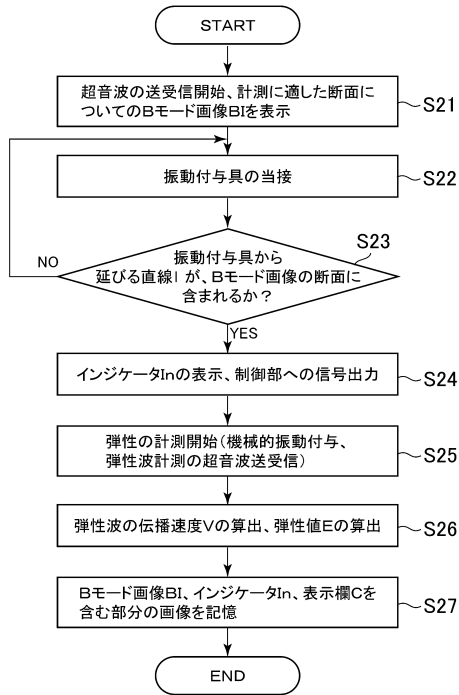 START
超音波の送受信開始、計測に適した断面に
ついてのBモード画像BIを表示
S21
振動付与具の当接
S22
S23
振動付与具から
延びる直線l が、Bモード画像の断面に
含まれるか？
NO
YES
インジケータInの表示、制御部への信号出力
S24
弾性の計測開始(機械的振動付与、
弾性波計測の超音波送受信)
S25
弾性波の伝播速度Vの算出、弾性値Eの算出
S26
Bモード画像BI、インジケータIn、表示欄Cを
含む部分の画像を記憶
S27
END